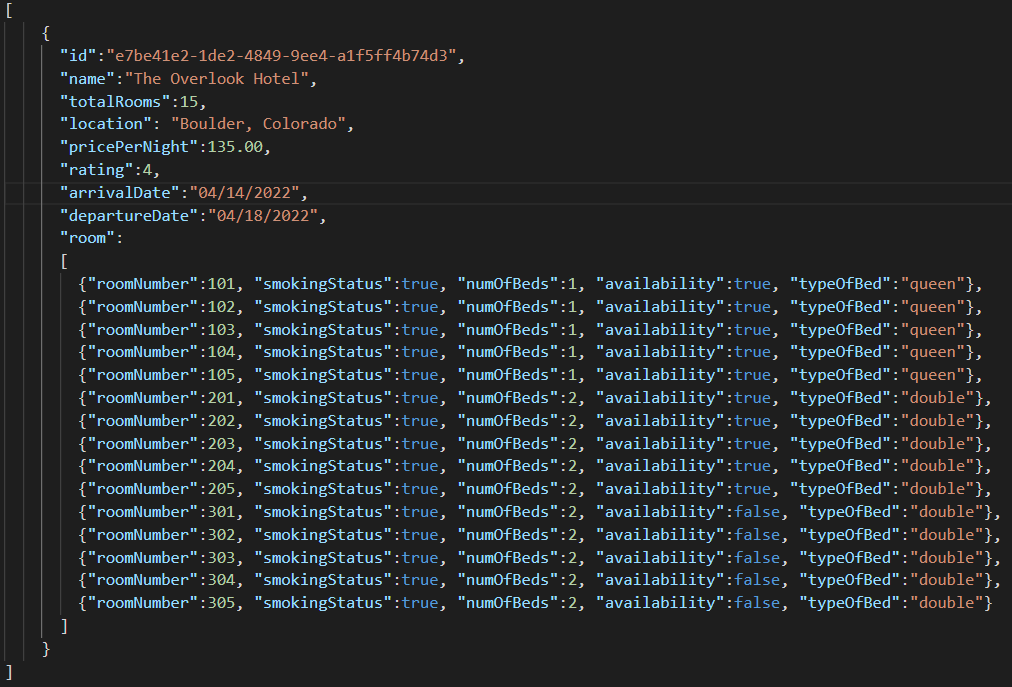 [
{
"id":"e7be41e2-1de2-4849-9ee4-a1f5ff4b74d3",
"name":"The Overlook Hotel",
"totalRooms":15,
"location": "Boulder, Colorado",
"pricePerNight":135.00,
"rating":4,
"arrivalDate":"04/14/2022",
"departureDate":"04/18/2022",
"room":
[
{"roomNumber":101, "smokingStatus":true, "numOfBeds":1, "availability":true, "typeOfBed":"queen"},
{"roomNumber":102, "smokingStatus":true, "numOfBeds":1, "availability":true, "typeOfBed":"queen"},
{"roomNumber":103, "smokingStatus":true, "numOfBeds":1, "availability":true, "typeOfBed":"queen"},
{"roomNumber":104, "smokingStatus":true, "numOfBeds":1, "availability":true, "typeOfBed":"queen"},
{"roomNumber":105, "smokingStatus":true, "numOfBeds":1, "availability":true, "typeOfBed":"queen"},
{"roomNumber":201, "smokingStatus":true, "numOfBeds":2, "availability":true, "typeOfBed":"double"},
{"roomNumber":202, "smokingStatus":true, "numOfBeds":2, "availability":true, "typeOfBed":"double"},
{"roomNumber":203, "smokingStatus":true, "numOfBeds":2, "availability":true, "typeOfBed":"double"},
{"roomNumber":204, "smokingStatus":true, "numOfBeds":2, "availability":true, "typeOfBed":"double"},
{"roomNumber":205, "smokingStatus":true, "numOfBeds":2, "availability":true, "typeOfBed":"double"},
{"roomNumber":301, "smokingStatus":true, "numOfBeds":2, "availability":false, "typeOfBed":"double"},
{"roomNumber":302, "smokingStatus":true, "numOfBeds":2, "availability":false, "typeOfBed":"double"},
{"roomNumber":303, "smokingStatus":true, "numOfBeds":2, "availability":false, "typeOfBed":"double"},
{"roomNumber":304, "smokingStatus":true, "numOfBeds":2, "availability":false, "typeOfBed":"double"},
{"roomNumber":305, "smokingStatus":true, "numOfBeds":2, "availability":false, "typeOfBed":"double"}
]
}
]